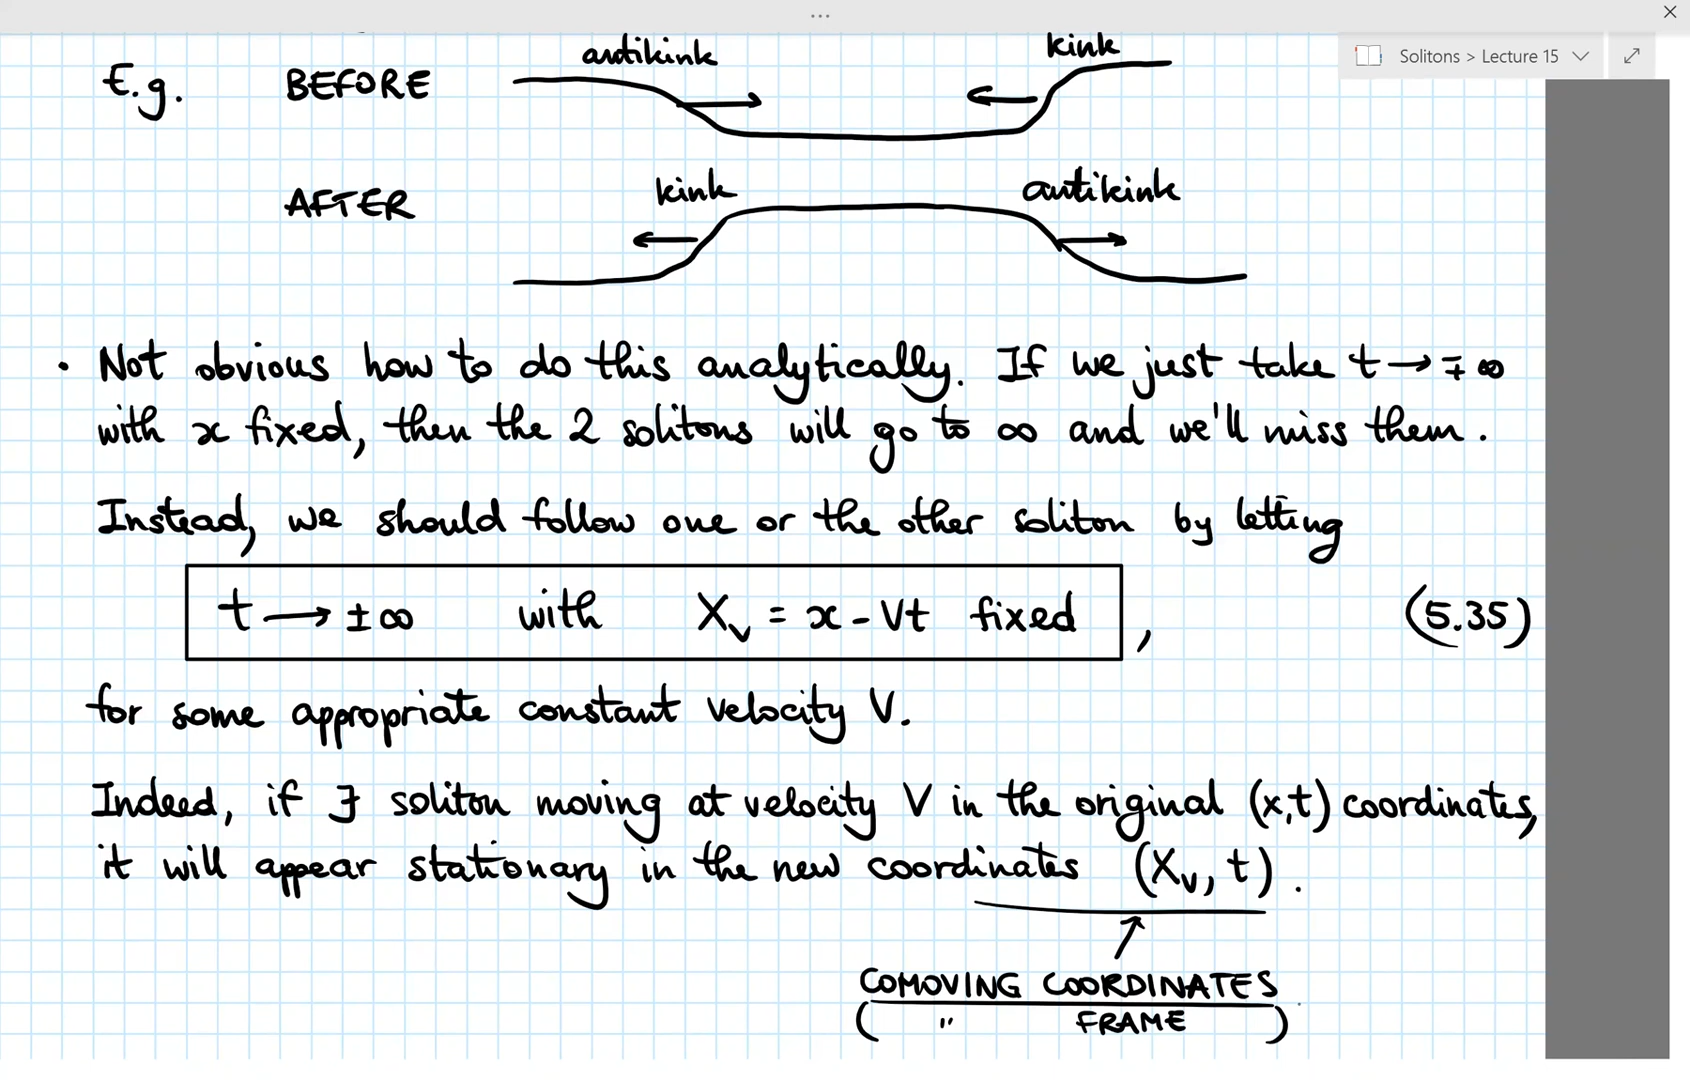 ...
Solitons > Lecture 15
antikink kink
E.g. BEFORE
kink antikink
AFTER
· Not obvious how to do this analytically. If we just take t → ∓ ∞
with x fixed, then the 2 solitons will go to ∞ and we'll miss them.
Instead, we should follow one or the other soliton by letting
t → ± ∞ with X_V = x - Vt fixed , (5.35)
for some appropriate constant velocity V.
Indeed, if ∃ soliton moving at velocity V in the original (x,t) coordinates,
it will appear stationary in the new coordinates (X_V, t).
COMOVING COORDINATES
( " FRAME )